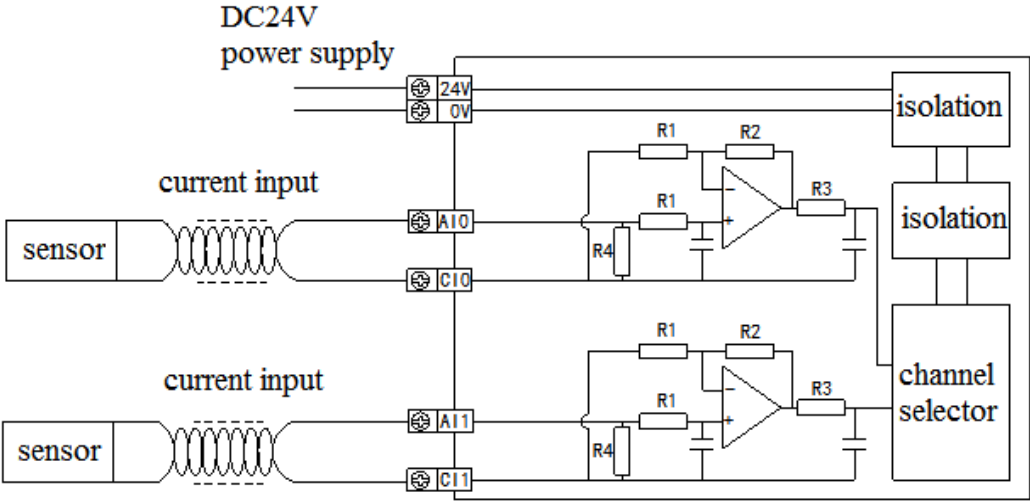 DC24V
power supply
24V
0V
isolation
R1
R2
current input
R3
AI0
R1
isolation
sensor
R4
CI0
R1
R2
current input
channel
selector
R3
AI1
R1
sensor
R4
CI1